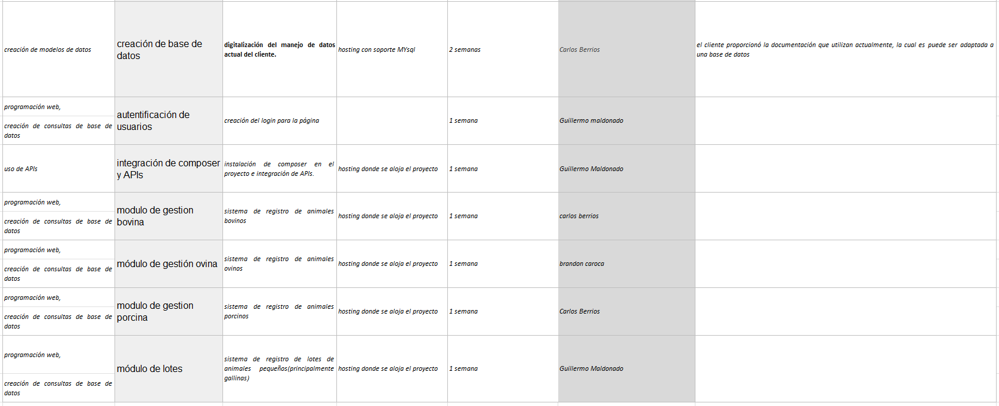 creación de modelos de datos
creación de base de
datos
digitalización del manejo de datos
actual del cliente.
hosting con soporte MYsql
2 semanas
Carlos Berrios
el cliente proporcionó la documentación que utilizan actualmente, la cual es puede ser adaptada a
una base de datos
programación web,
creación de consultas de base de
datos
autentificación de
usuarios
creación del login para la página
1 semana
Guillermo maldonado
uso de APIs
integración de composer
y APIs
instalación de composer en el
proyecto e integración de APIs.
hosting donde se aloja el proyecto
1 semana
Guillermo Maldonado
programación web,
creación de consultas de base de
datos
modulo de gestion
bovina
sistema de registro de animales
bovinos
hosting donde se aloja el proyecto
1 semana
carlos berrios
programación web,
creación de consultas de base de
datos
módulo de gestión ovina
sistema de registro de animales
ovinos
hosting donde se aloja el proyecto
1 semana
brandon caroca
programación web,
creación de consultas de base de
datos
modulo de gestion
porcina
sistema de registro de animales
porcinos
hosting donde se aloja el proyecto
1 semana
Carlos Berrios
programación web,
creación de consultas de base de
datos
módulo de lotes
sistema de registro de lotes de
animales pequeños(principalmente
gallinas)
hosting donde se aloja el proyecto
1 semana
Guillermo Maldonado